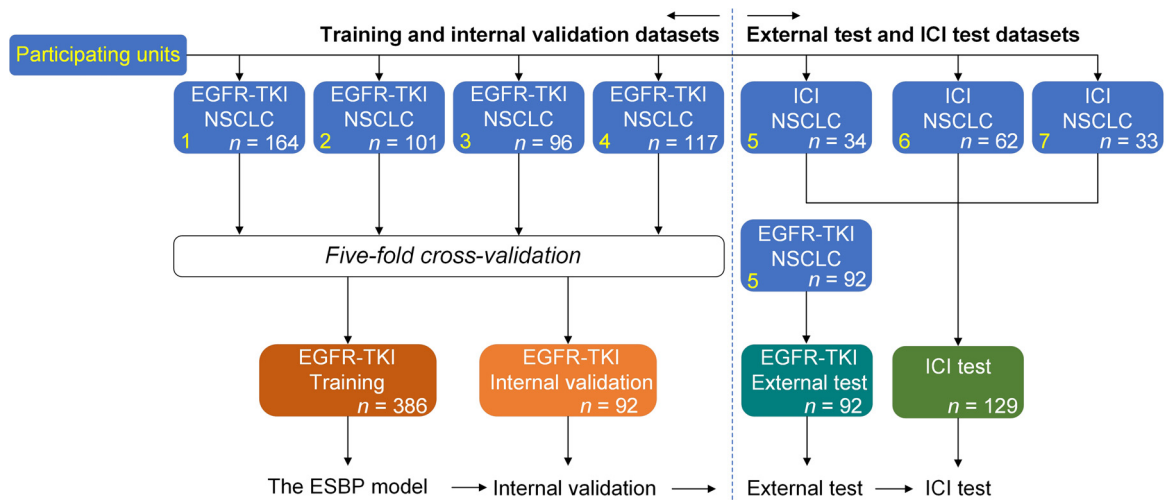 Training and internal validation datasets
External test and ICI test datasets
Participating units
EGFR-TKI
NSCLC
1 n = 164
EGFR-TKI
NSCLC
2 n = 101
EGFR-TKI
NSCLC
3 n = 96
EGFR-TKI
NSCLC
4 n = 117
ICI
NSCLC
5 n = 34
ICI
NSCLC
6 n = 62
ICI
NSCLC
7 n = 33
Five-fold cross-validation
EGFR-TKI
NSCLC
5 n = 92
EGFR-TKI
Training
n = 386
EGFR-TKI
Internal validation
n = 92
EGFR-TKI
External test
n = 92
ICI test
n = 129
The ESBP model
Internal validation
External test
ICI test